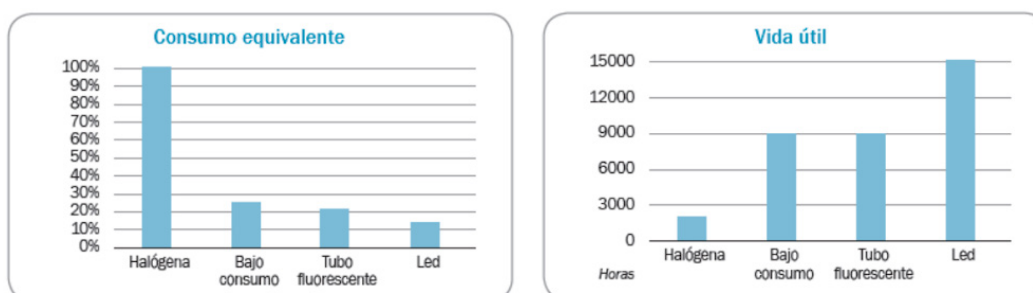 Consumo equivalente
100%
90%
80%
70%
60%
50%
40%
30%
20%
10%
0%
Halógena
Bajo
consumo
Tubo
fluorescente
Led
Vida útil
15000
12000
9000
6000
3000
0
Horas
Halógena
Bajo
consumo
Tubo
fluorescente
Led